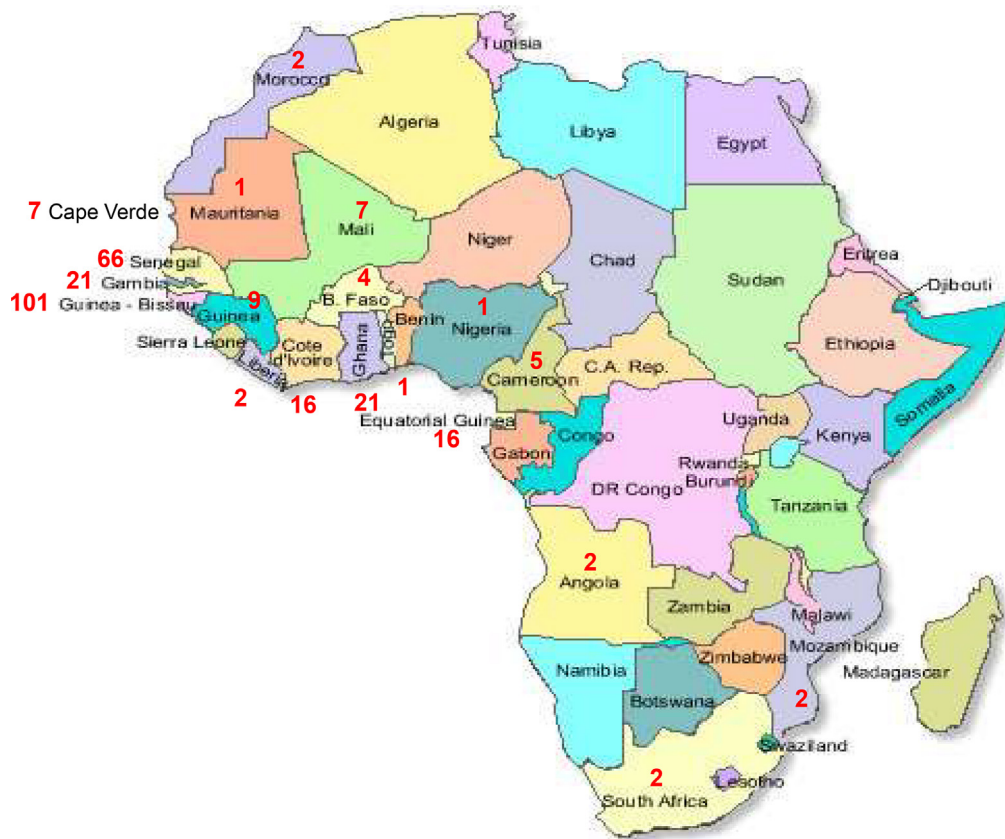 Tunisia
2
Morocco
Algeria
Libya
Egypt
1
Mauritania
7 Cape Verde
7
Mali
Niger
Chad
Sudan
Eritrea
Djibouti
66 Senegal
21 Gambia
101 Guinea - Bissau
9
Guinea
4
B. Faso
Benin
1
Nigeria
Sierra Leone
Cote
d'Ivoire
Ghana
Togo
Liberia
2
16
21
1
5
Cameroon
C.A. Rep.
Ethiopia
Somalia
Equatorial Guinea
16
Gabon
Congo
Uganda
Kenya
Rwanda
Burundi
DR Congo
Tanzania
2
Angola
Zambia
Malawi
Mozambique
Madagascar
Namibia
Zimbabwe
Botswana
2
Swaziland
2
Lesotho
South Africa